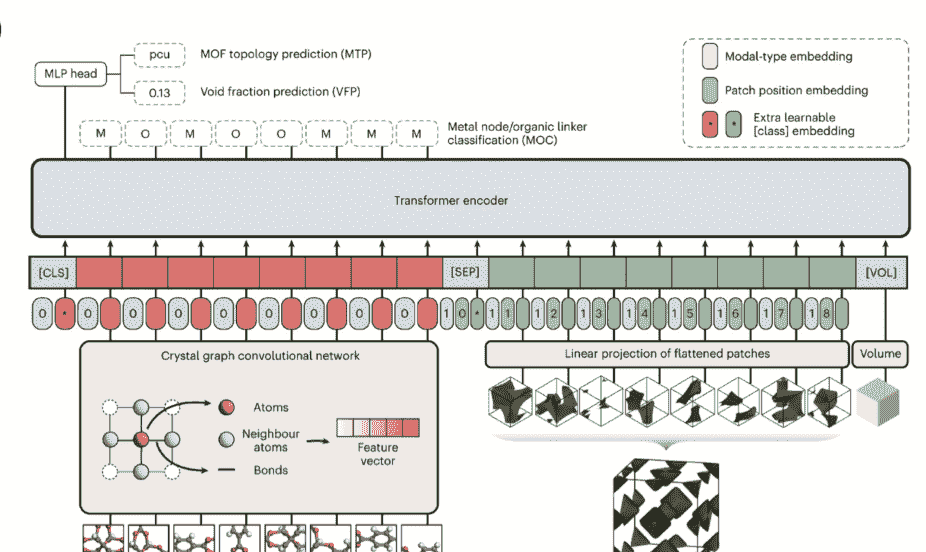 )
pcu
MOF topology prediction (MTP)
MLP head
0.13
Void fraction prediction (VFP)
Modal-type embedding
Patch position embedding
* * Extra learnable
[class] embedding
M O M O O M M M
Metal node/organic linker
classification (MOC)
Transformer encoder
[CLS] [SEP] [VOL]
0 * 0 0 0 0 0 0 0 0 1 0 * 1 1 1 2 1 3 1 4 1 5 1 6 1 7 1 8
Crystal graph convolutional network
Linear projection of flattened patches
Volume
Atoms
Neighbour
atoms
Bonds
Feature
vector